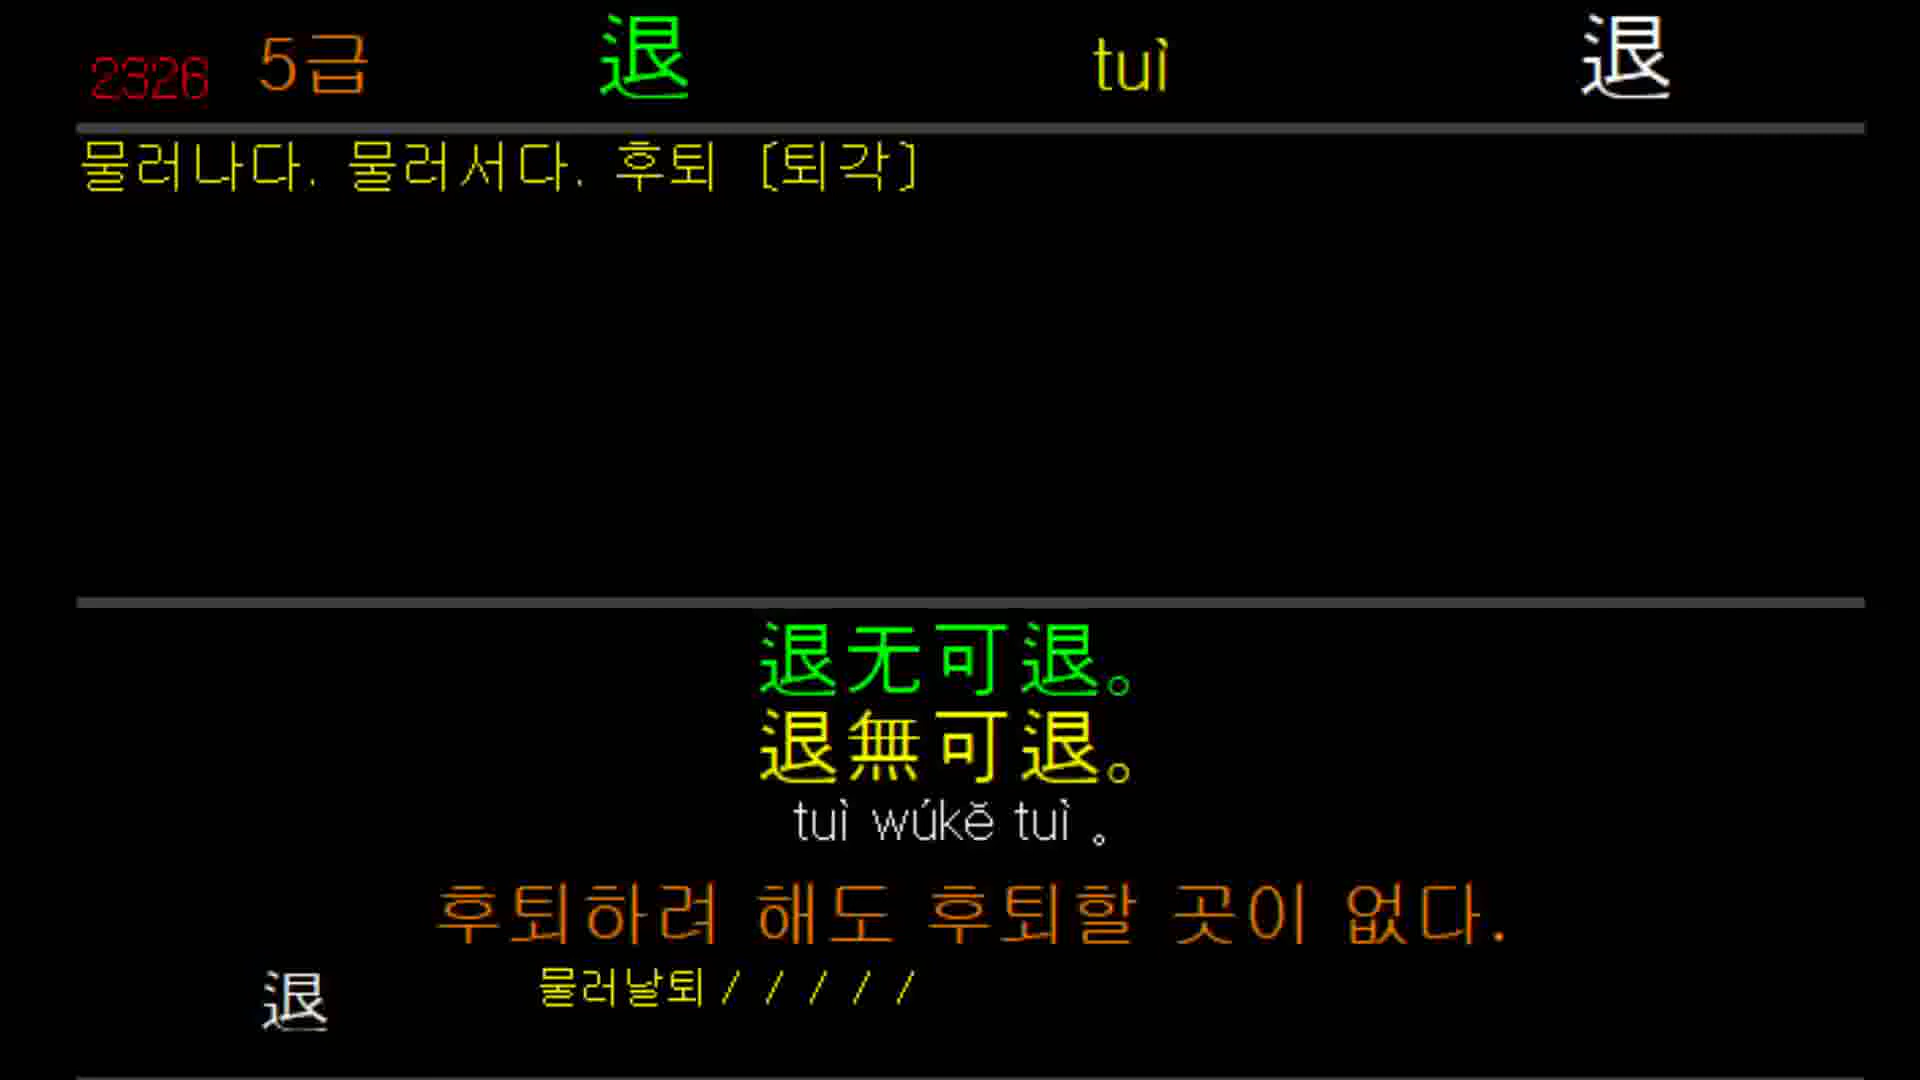 2326 5급 退 tuì 退
물러나다. 물러서다. 후퇴 [퇴각]
退无可退。
退無可退。
tuì wúkě tuì 。
후퇴하려 해도 후퇴할 곳이 없다.
退 물러날퇴 / / / / /